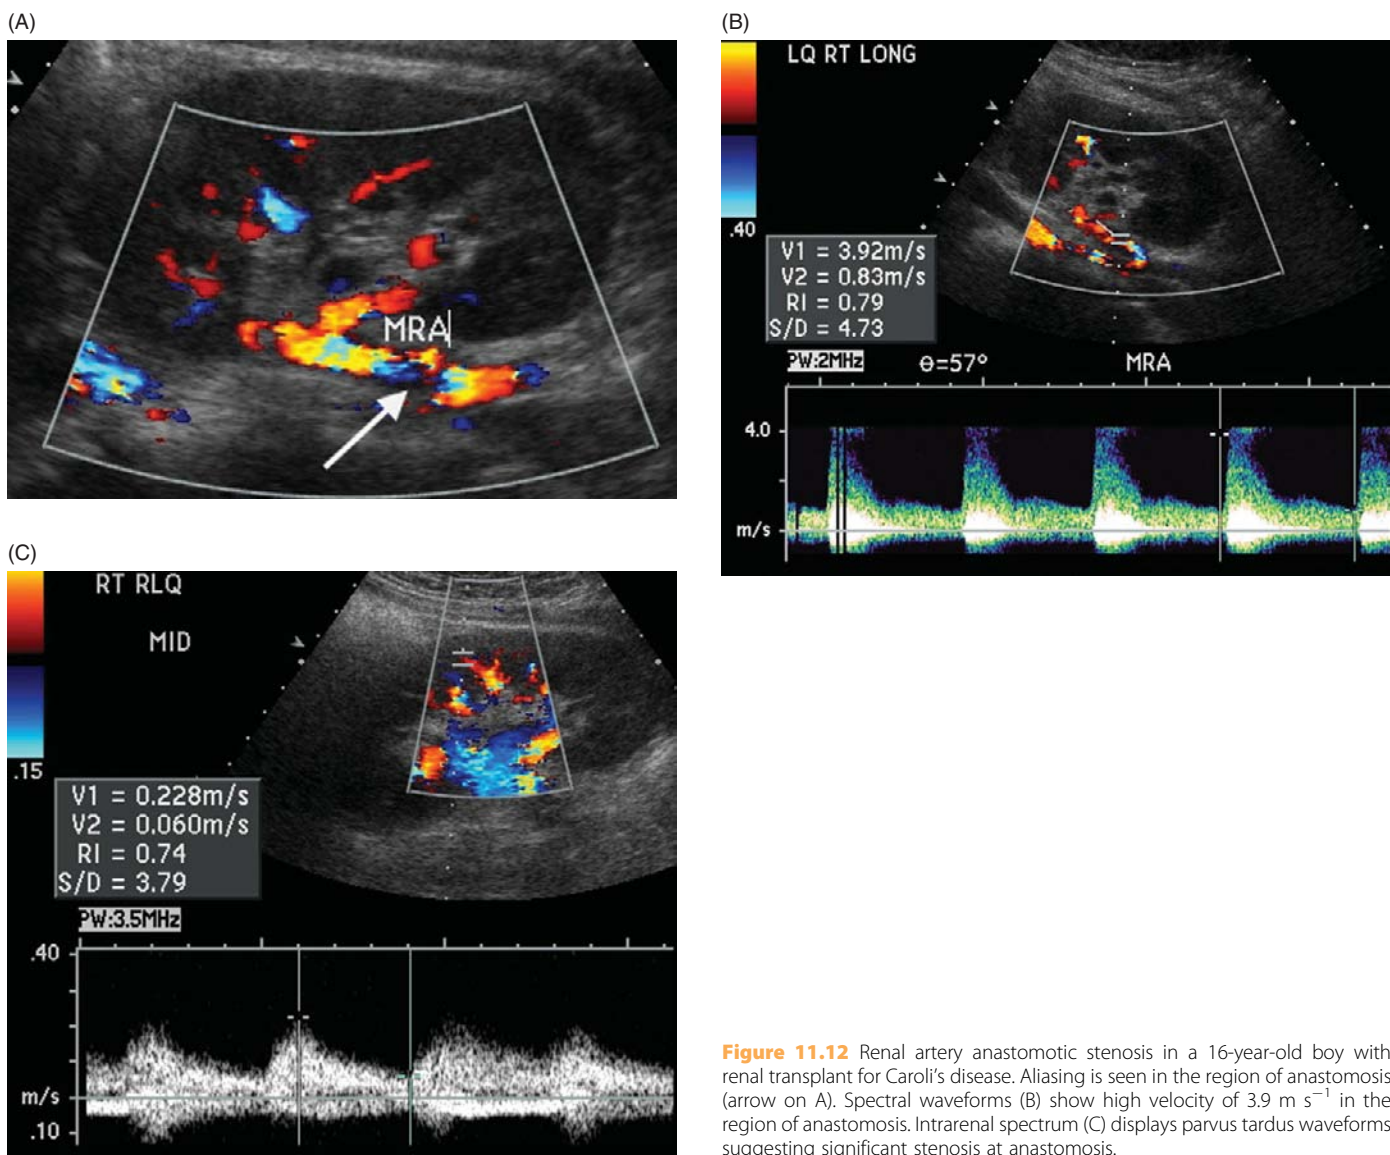 (A)
MRA
(B)
LQ RT LONG
.40
V1 = 3.92m/s
V2 = 0.83m/s
RI = 0.79
S/D = 4.73
PW:2MHz θ=57° MRA
4.0
m/s
(C)
RT RLQ
MID
.15
V1 = 0.228m/s
V2 = 0.060m/s
RI = 0.74
S/D = 3.79
PW:3.5MHz
.40
m/s
.10
Figure 11.12 Renal artery anastomotic stenosis in a 16-year-old boy with
renal transplant for Caroli's disease. Aliasing is seen in the region of anastomosis
(arrow on A). Spectral waveforms (B) show high velocity of 3.9 m s⁻¹ in the
region of anastomosis. Intrarenal spectrum (C) displays parvus tardus waveforms
suggesting significant stenosis at anastomosis.